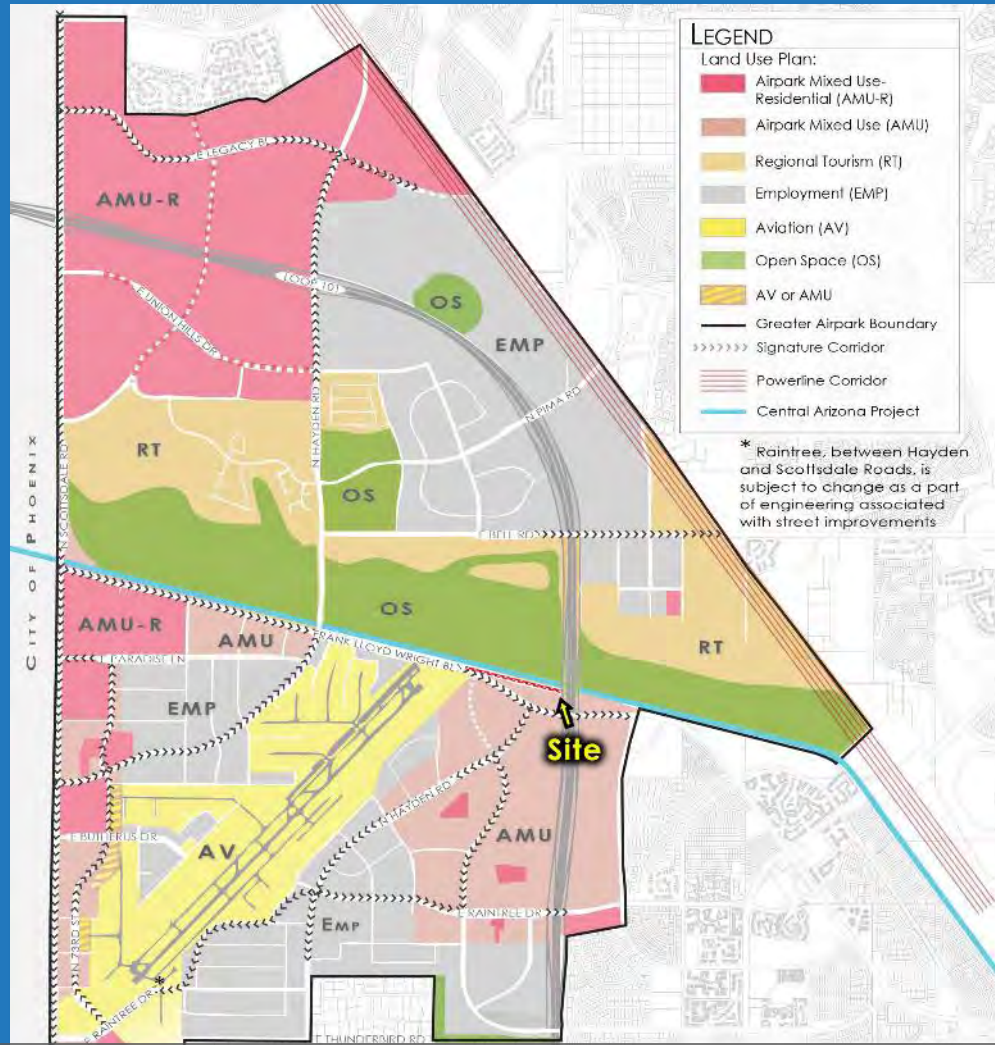 LEGEND
Land Use Plan:
Airpark Mixed Use-
Residential (AMU-R)
Airpark Mixed Use (AMU)
Regional Tourism (RT)
Employment (EMP)
Aviation (AV)
Open Space (OS)
AV or AMU
Greater Airpark Boundary
Signature Corridor
Powerline Corridor
Central Arizona Project
* Raintree, between Hayden
and Scottsdale Roads, is
subject to change as a part
of engineering associated
with street improvements
E LEGACY BL
AMU-R
LOOP 101
OS
E UNION HILLS DR
EMP
N PIMA RD
N HAYDEN RD
RT
N SCOTTSDALE RD
CITY OF PHOENIX
OS
E BELL RD
OS
AMU-R
AMU
FRANK LLOYD WRIGHT BL
RT
E PARADISE LN
EMP
Site
N HAYDEN RD
AMU
E BUTHERUS DR
AV
E RAINTREE DR
EMP
N 73RD ST
*
E RAINTREE DR
E THUNDERBIRD RD